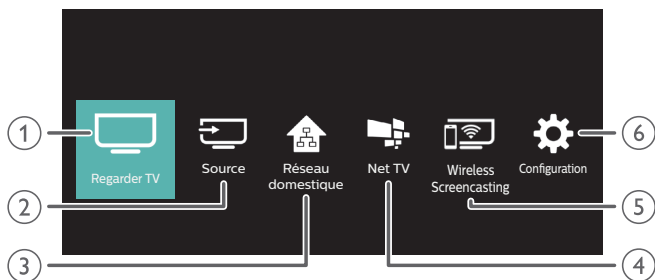 1
Regarder TV
2
Source
3
Réseau
domestique
Net TV
4
Wireless
Screencasting
5
Configuration
6